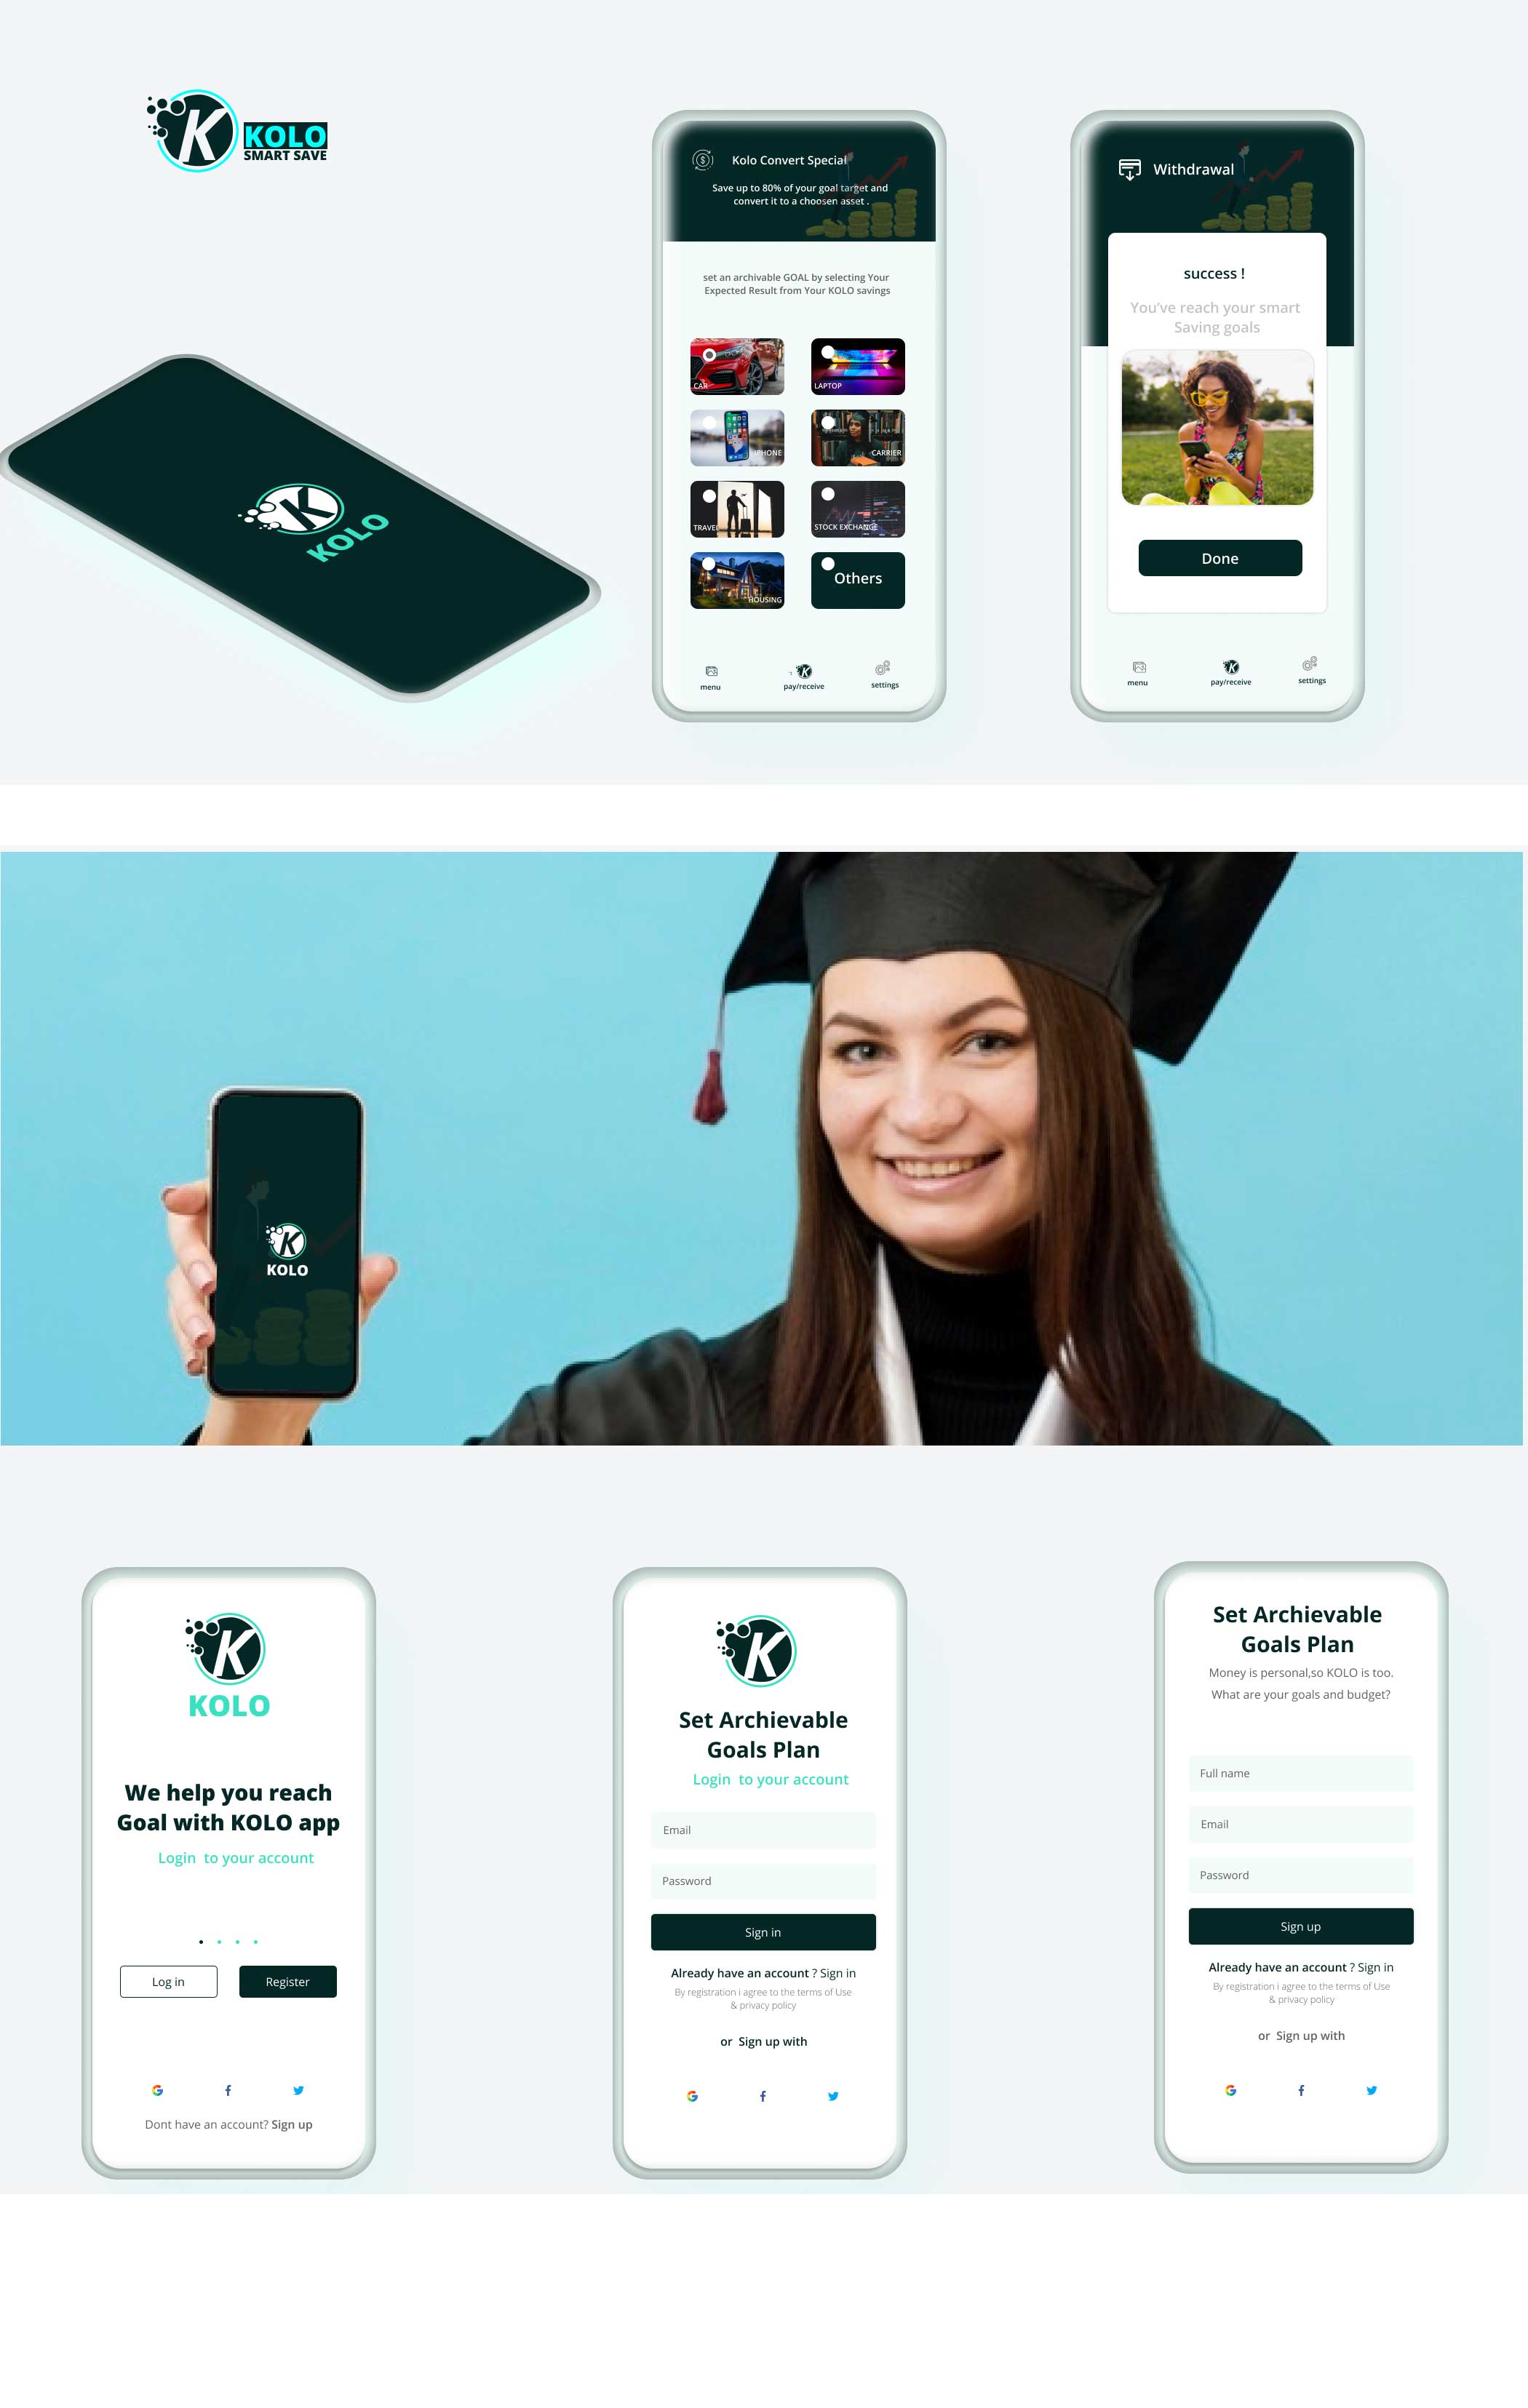 K
KOLO
SMART SAVE
K
KOLO
Kolo Convert Special
Save up to 80% of your goal target and
convert it to a choosen asset .
set an archivable GOAL by selecting Your
Expected Result from Your KOLO savings
CAR
LAPTOP
IPHONE
CARRIER
TRAVEL
STOCK EXCHANGE
HOUSING
Others
menu
pay/receive
settings
Withdrawal
success !
You've reach your smart
Saving goals
Done
menu
pay/receive
settings
K
KOLO
K
KOLO
We help you reach
Goal with KOLO app
Login to your account
Log in
Register
Dont have an account? Sign up
K
Set Archievable
Goals Plan
Login to your account
Email
Password
Sign in
Already have an account ? Sign in
By registration i agree to the terms of Use
& privacy policy
or Sign up with
Set Archievable
Goals Plan
Money is personal,so KOLO is too.
What are your goals and budget?
Full name
Email
Password
Sign up
Already have an account ? Sign in
By registration i agree to the terms of Use
& privacy policy
or Sign up with